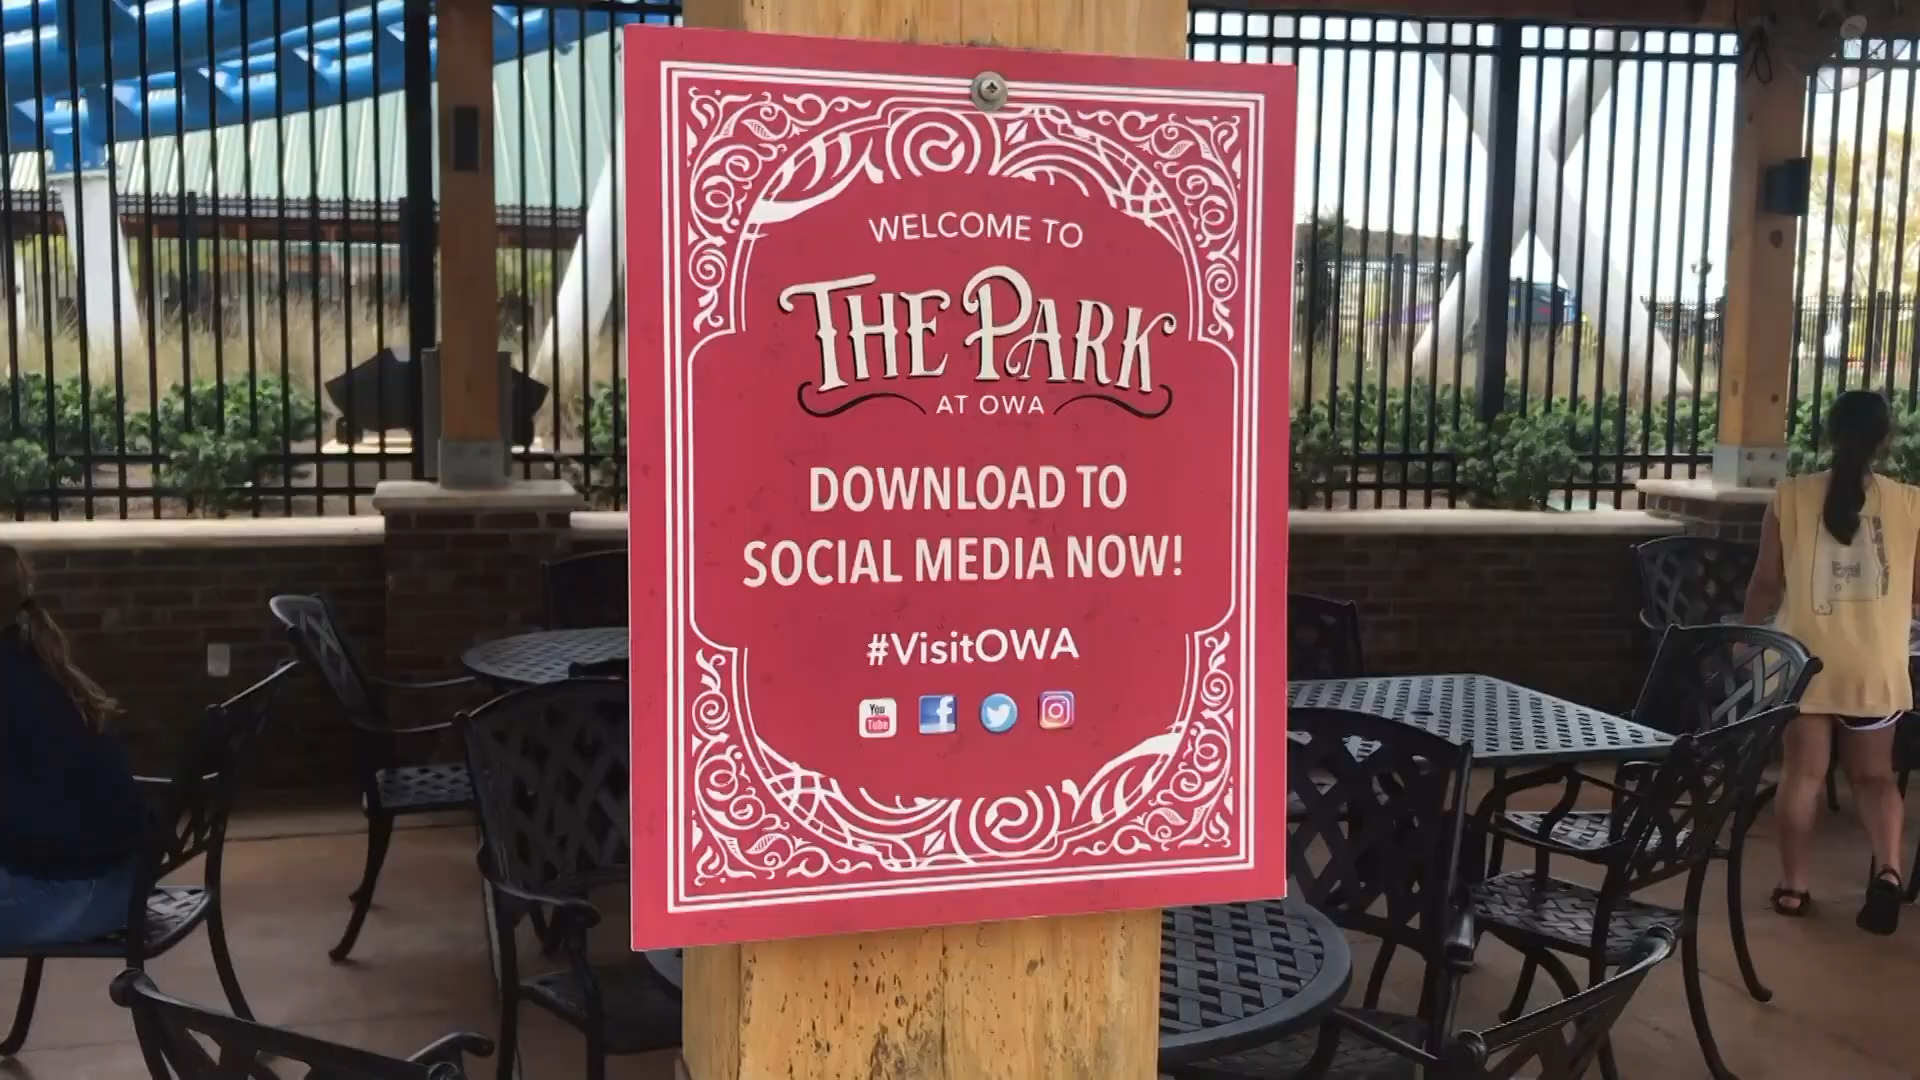 WELCOME TO
THE PARK
AT OWA
DOWNLOAD TO
SOCIAL MEDIA NOW!
#VisitOWA
You
Tube